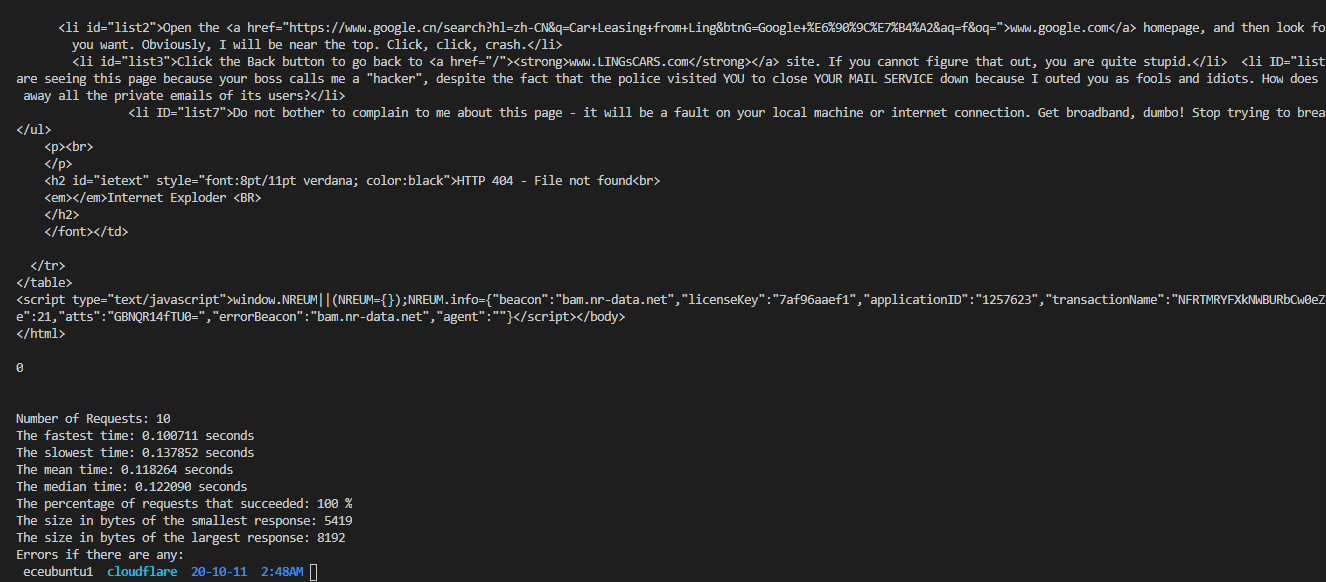 <li id="list2">Open the <a href="https://www.google.cn/search?hl=zh-CN&q=Car+Leasing+from+Ling&btnG=Google+%E6%90%9C%E7%B4%A2&aq=f&oq=">www.google.com</a> homepage, and then look fo
you want. Obviously, I will be near the top. Click, click, crash.</li>
<li id="list3">Click the Back button to go back to <a href="/"><strong>www.LINGsCARS.com</strong></a> site. If you cannot figure that out, you are quite stupid.</li>  <li ID="list
are seeing this page because your boss calls me a "hacker", despite the fact that the police visited YOU to close YOUR MAIL SERVICE down because I outed you as fools and idiots. How does
away all the private emails of its users?</li>
<li ID="list7">Do not bother to complain to me about this page - it will be a fault on your local machine or internet connection. Get broadband, dumbo! Stop trying to brea
</ul>
<p><br>
</p>
<h2 id="ietext" style="font:8pt/11pt verdana; color:black">HTTP 404 - File not found<br>
<em></em>Internet Exploder <BR>
</h2>
</font></td>
</tr>
</table>
<script type="text/javascript">window.NREUM||(NREUM={});NREUM.info={"beacon":"bam.nr-data.net","licenseKey":"7af96aaef1","applicationID":"1257623","transactionName":"NFRTMRYFXkNWBURbCw0eZ
e":21,"atts":"GBNQR14fTU0=","errorBeacon":"bam.nr-data.net","agent":""}</script></body>
</html>
0
Number of Requests: 10
The fastest time: 0.100711 seconds
The slowest time: 0.137852 seconds
The mean time: 0.118264 seconds
The median time: 0.122090 seconds
The percentage of requests that succeeded: 100 %
The size in bytes of the smallest response: 5419
The size in bytes of the largest response: 8192
Errors if there are any:
eceubuntu1  cloudflare  20-10-11  2:48AM